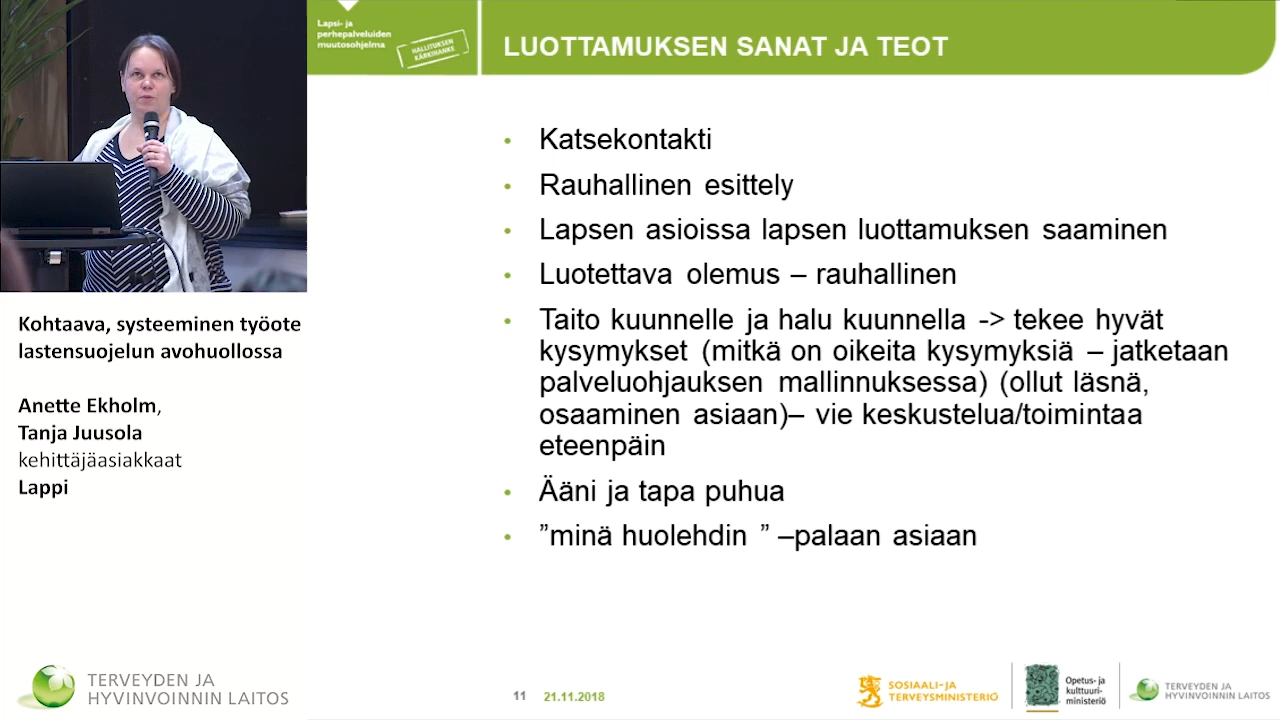 Lapsi- ja
perhepalveluiden
muutosohjelma
HALLITUKSEN
KÄRKIHANKE
LUOTTAMUKSEN SANAT JA TEOT
• Katsekontakti
• Rauhallinen esittely
• Lapsen asioissa lapsen luottamuksen saaminen
• Luotettava olemus – rauhallinen
• Taito kuunnelle ja halu kuunnella -> tekee hyvät
kysymykset (mitkä on oikeita kysymyksiä – jatketaan
palveluohjauksen mallinnuksessa) (ollut läsnä,
osaaminen asiaan)– vie keskustelua/toimintaa
eteenpäin
• Ääni ja tapa puhua
• ”minä huolehdin ” –palaan asiaan
Kohtaava, systeeminen työote
lastensuojelun avohuollossa
Anette Ekholm,
Tanja Juusola
kehittäjäasiakkaat
Lappi
TERVEYDEN JA
HYVINVOINNIN LAITOS
11 21.11.2018
SOSIAALI- JA
TERVEYSMINISTERIÖ
Opetus- ja
kulttuuri-
ministeriö
TERVEYDEN JA
HYVINVOINNIN LAITOS